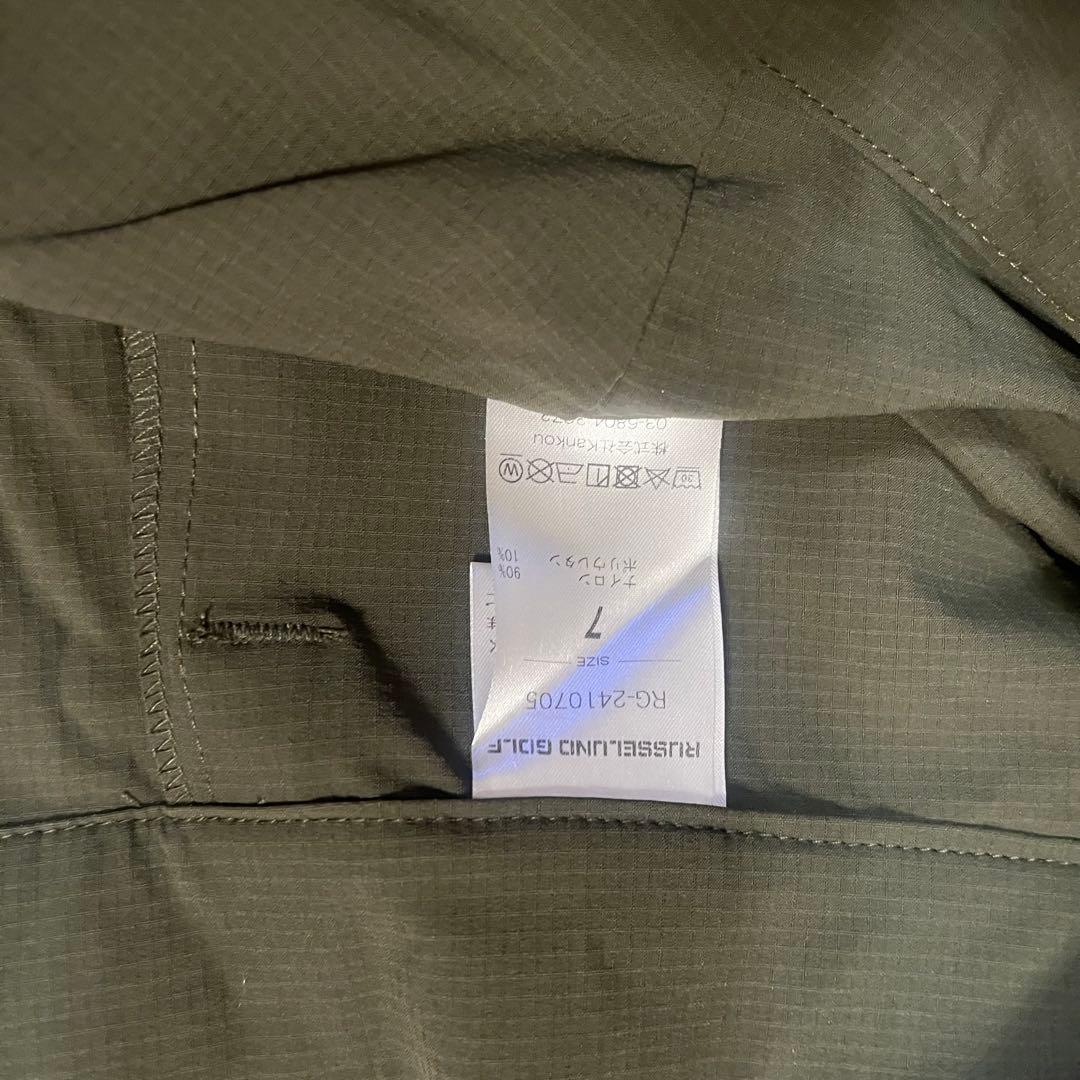 RUSSELUNO GOLF
RG-2410705
SIZE
7
ナイロン 90%
ポリウレタン 10%
30
W
株式会社Kankou